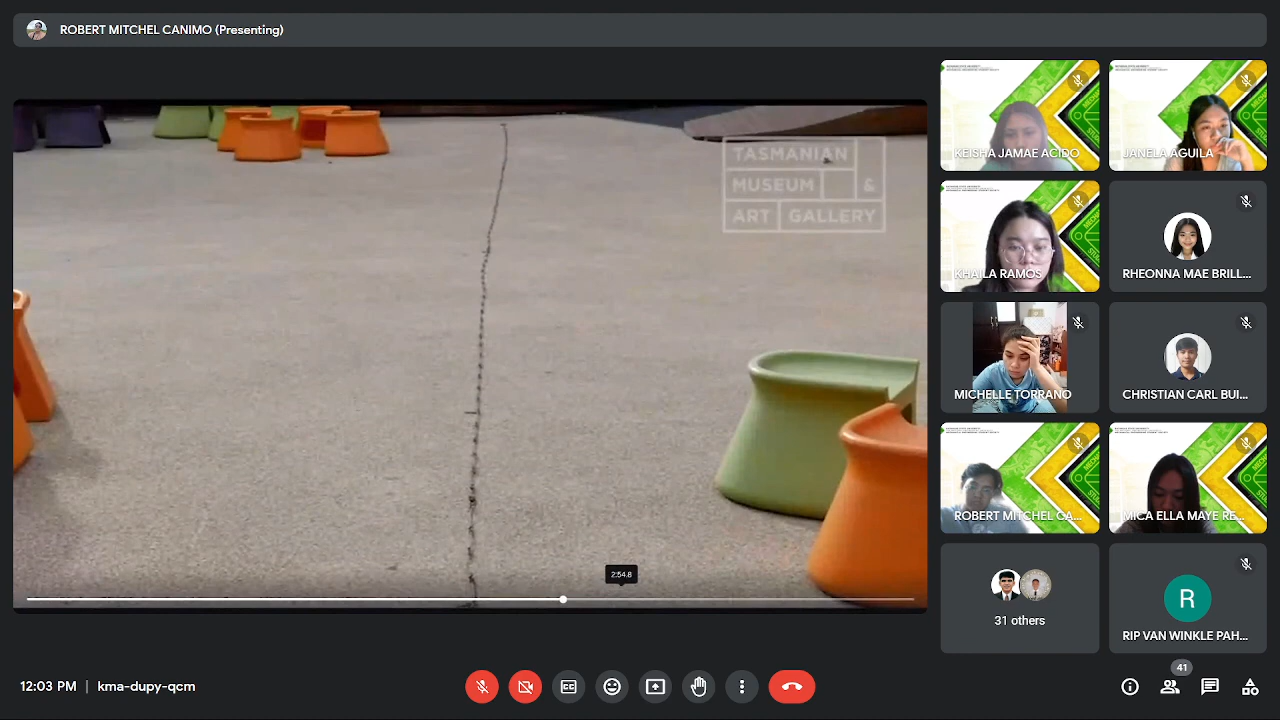 ROBERT MITCHEL CANIMO (Presenting)
TASMANIAN
MUSEUM &
ART GALLERY
2:54.8
KEISHA JAMAE ACIDO
JANELA AGUILA
KHAILA RAMOS
RHEONNA MAE BRILL...
MICHELLE TORRANO
CHRISTIAN CARL BUI...
ROBERT MITCHEL CA...
MICA ELLA MAYE RE...
31 others
R
RIP VAN WINKLE PAH...
12:03 PM | kma-dupy-qcm
41